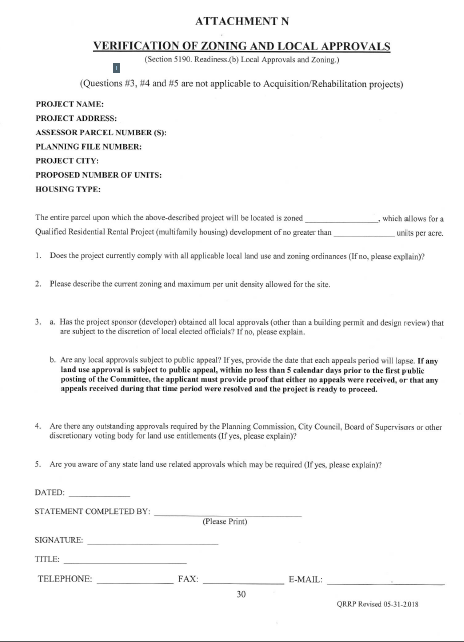 ATTACHMENT N
VERIFICATION OF ZONING AND LOCAL APPROVALS
(Section 5190. Readiness.(b) Local Approvals and Zoning.)
(Questions #3, #4 and #5 are not applicable to Acquisition/Rehabilitation projects)
PROJECT NAME:
PROJECT ADDRESS:
ASSESSOR PARCEL NUMBER (S):
PLANNING FILE NUMBER:
PROJECT CITY:
PROPOSED NUMBER OF UNITS:
HOUSING TYPE:
The entire parcel upon which the above-described project will be located is zoned ______________, which allows for a
Qualified Residential Rental Project (multifamily housing) development of no greater than ____________ units per acre.
1. Does the project currently comply with all applicable local land use and zoning ordinances (If no, please explain)?
2. Please describe the current zoning and maximum per unit density allowed for the site.
3. a. Has the project sponsor (developer) obtained all local approvals (other than a building permit and design review) that
are subject to the discretion of local elected officials? If no, please explain.
b. Are any local approvals subject to public appeal? If yes, provide the date that each appeals period will lapse. If any
land use approval is subject to public appeal, within no less than 5 calendar days prior to the first public
posting of the Committee, the applicant must provide proof that either no appeals were received, or that any
appeals received during that time period were resolved and the project is ready to proceed.
4. Are there any outstanding approvals required by the Planning Commission, City Council, Board of Supervisors or other
discretionary voting body for land use entitlements (If yes, please explain)?
5. Are you aware of any state land use related approvals which may be required (If yes, please explain)?
DATED: ____________
STATEMENT COMPLETED BY: ____________________________
(Please Print)
SIGNATURE: _________________________
TITLE: ________________________
TELEPHONE: _______________ FAX: _______________ E-MAIL: ______________________
30
QRRP Revised 05-31-2018